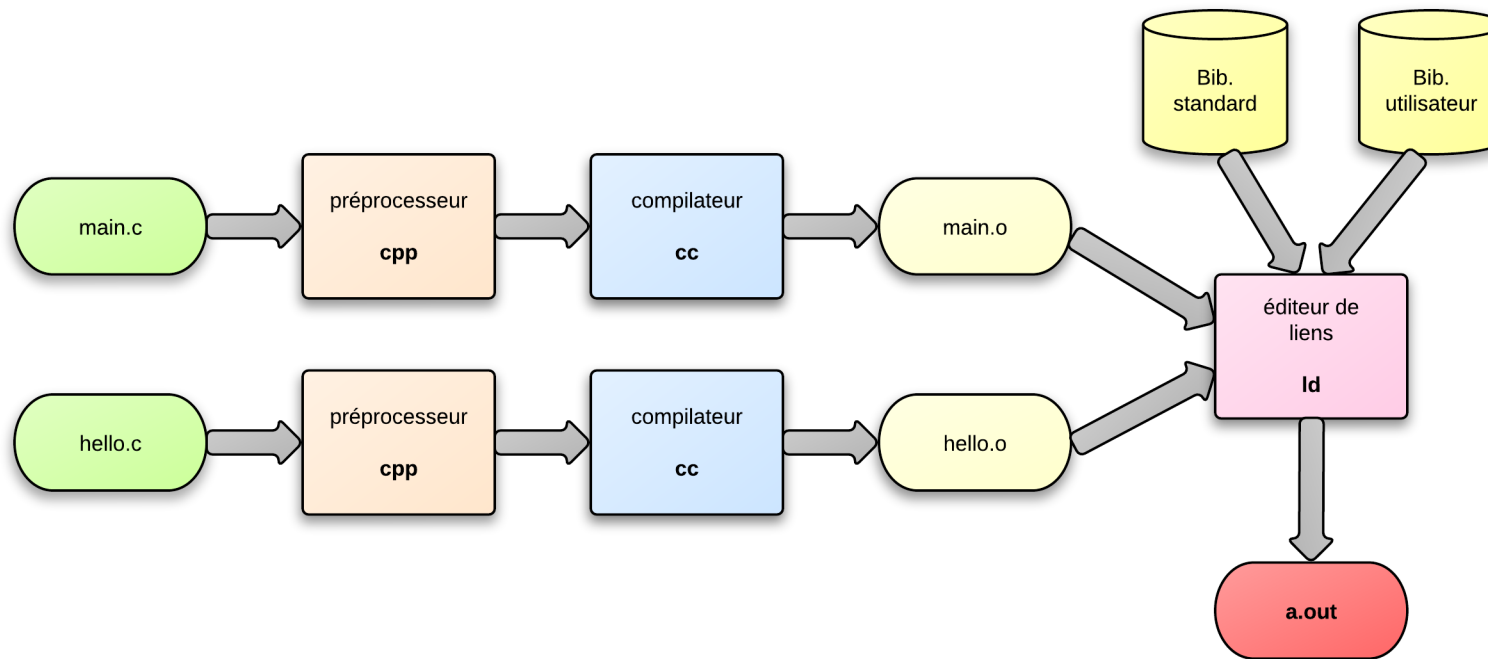 Bib.
standard
Bib.
utilisateur
main.c
préprocesseur
cpp
compilateur
cc
main.o
éditeur de
liens
ld
hello.c
préprocesseur
cpp
compilateur
cc
hello.o
a.out